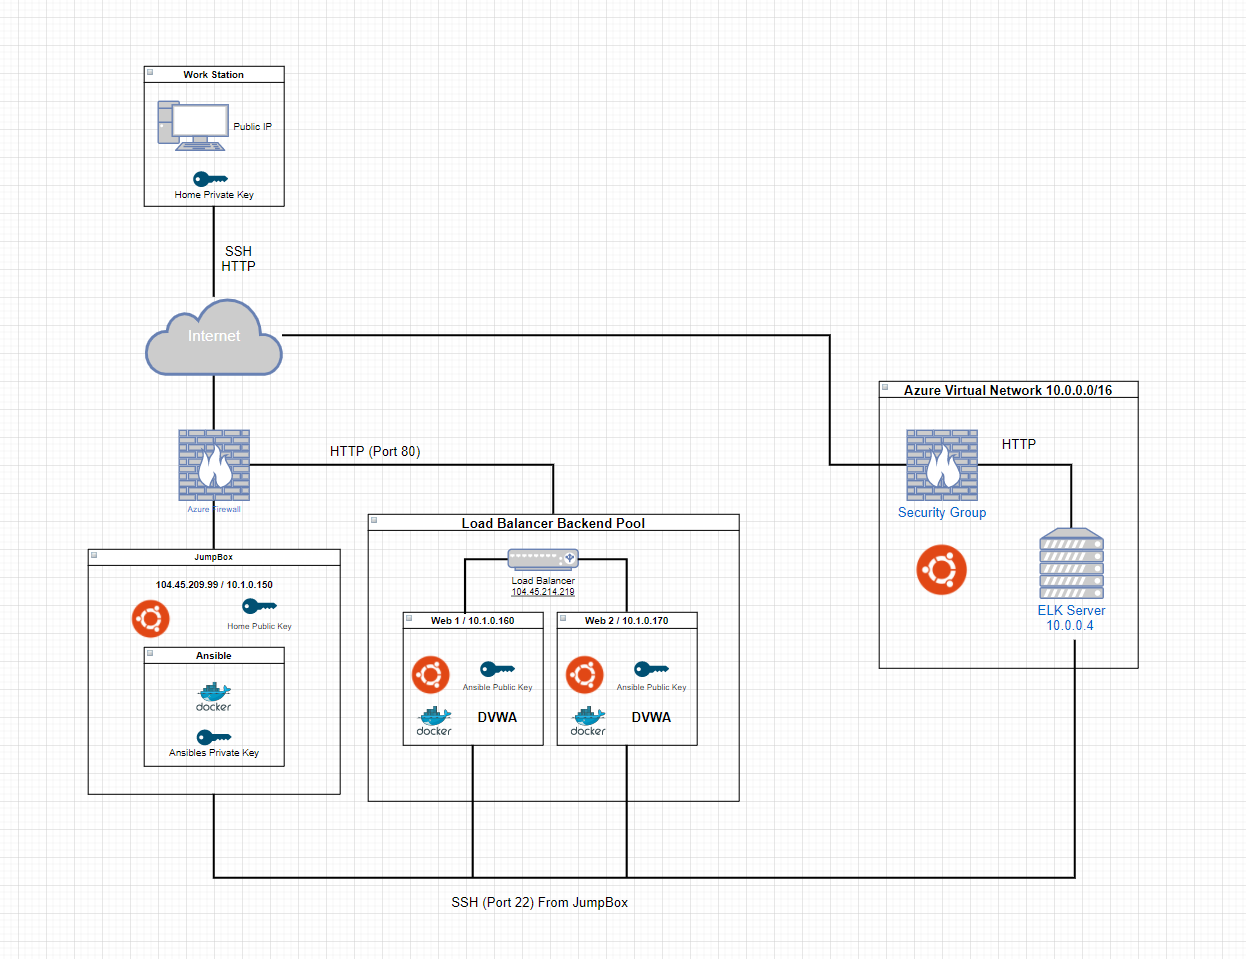 Work Station
Public IP
Home Private Key
SSH
HTTP
Internet
Azure Virtual Network 10.0.0.0/16
HTTP
Security Group
ELK Server
10.0.0.4
HTTP (Port 80)
Azure Firewall
Load Balancer Backend Pool
Load Balancer
104.45.214.219
JumpBox
104.45.209.99 / 10.1.0.150
Home Public Key
Ansible
docker
Ansibles Private Key
Web 1 / 10.1.0.160
Ansible Public Key
docker
DVWA
Web 2 / 10.1.0.170
Ansible Public Key
docker
DVWA
SSH (Port 22) From JumpBox